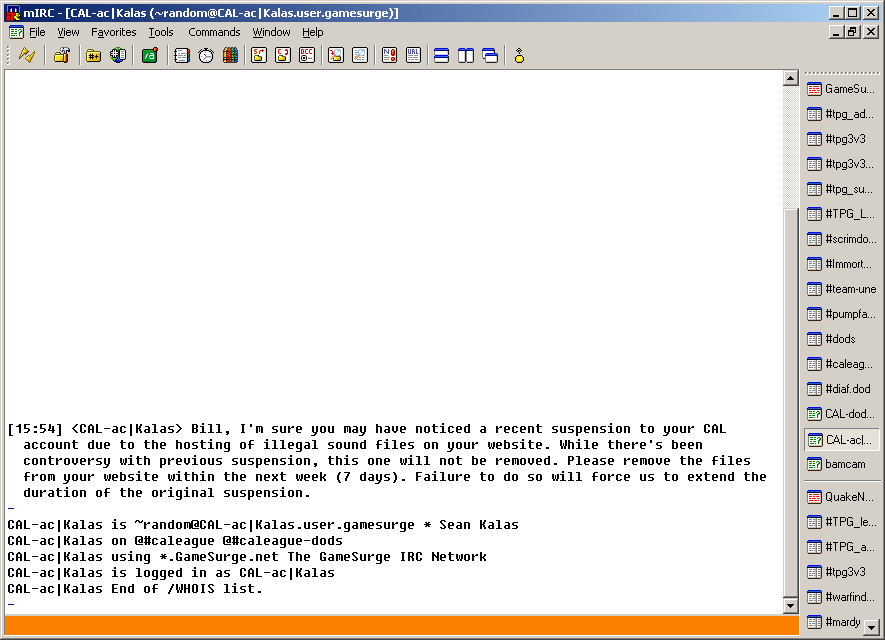 mIRC - [CAL-ac|Kalas (~random@CAL-ac|Kalas.user.gamesurge)]
File View Favorites Tools Commands Window Help
[15:54] <CAL-ac|Kalas> Bill, I'm sure you may have noticed a recent suspension to your CAL
account due to the hosting of illegal sound files on your website. While there's been
controversy with previous suspension, this one will not be removed. Please remove the files
from your website within the next week (7 days). Failure to do so will force us to extend the
duration of the original suspension.
-
CAL-ac|Kalas is ~random@CAL-ac|Kalas.user.gamesurge * Sean Kalas
CAL-ac|Kalas on @#caleague @#caleague-dods
CAL-ac|Kalas using *.GameSurge.net The GameSurge IRC Network
CAL-ac|Kalas is logged in as CAL-ac|Kalas
CAL-ac|Kalas End of /WHOIS list.
-
GameSu...
#tpg_ad...
#tpg3v3
#tpg3v3...
#tpg_su...
#TPG_L...
#scrimdo...
#Immort...
#team-une
#pumpfa...
#dods
#caleag...
#diaf.dod
CAL-dod...
CAL-ac|...
bamcam
QuakeN...
#TPG_le...
#TPG_a...
#tpg3v3
#warfind...
#mardy